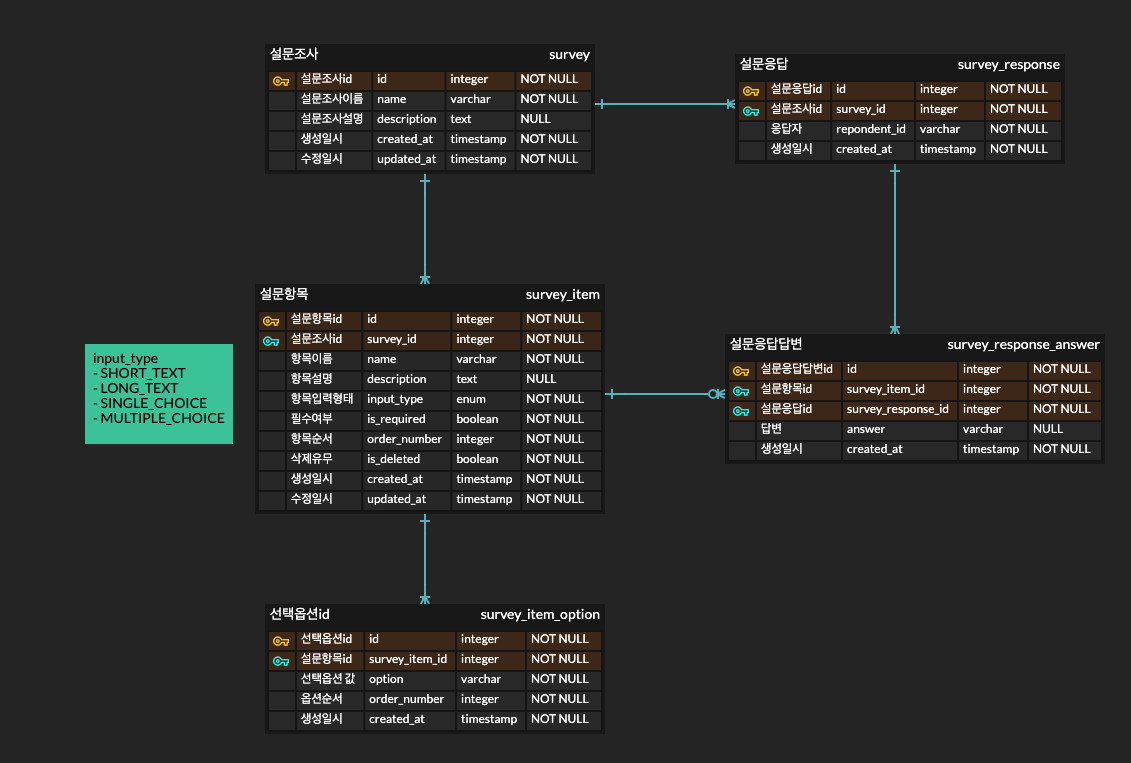 설문조사 survey
설문조사id id integer NOT NULL
설문조사이름 name varchar NOT NULL
설문조사설명 description text NULL
생성일시 created_at timestamp NOT NULL
수정일시 updated_at timestamp NOT NULL
설문응답 survey_response
설문응답id id integer NOT NULL
설문조사id survey_id integer NOT NULL
응답자 repondent_id varchar NOT NULL
생성일시 created_at timestamp NOT NULL
설문항목 survey_item
설문항목id id integer NOT NULL
설문조사id survey_id integer NOT NULL
항목이름 name varchar NOT NULL
항목설명 description text NULL
항목입력형태 input_type enum NOT NULL
필수여부 is_required boolean NOT NULL
항목순서 order_number integer NOT NULL
삭제유무 is_deleted boolean NOT NULL
생성일시 created_at timestamp NOT NULL
수정일시 updated_at timestamp NOT NULL
input_type
- SHORT_TEXT
- LONG_TEXT
- SINGLE_CHOICE
- MULTIPLE_CHOICE
설문응답답변 survey_response_answer
설문응답답변id id integer NOT NULL
설문항목id survey_item_id integer NOT NULL
설문응답id survey_response_id integer NOT NULL
답변 answer varchar NULL
생성일시 created_at timestamp NOT NULL
선택옵션id survey_item_option
선택옵션id id integer NOT NULL
설문항목id survey_item_id integer NOT NULL
선택옵션 값 option varchar NOT NULL
옵션순서 order_number integer NOT NULL
생성일시 created_at timestamp NOT NULL